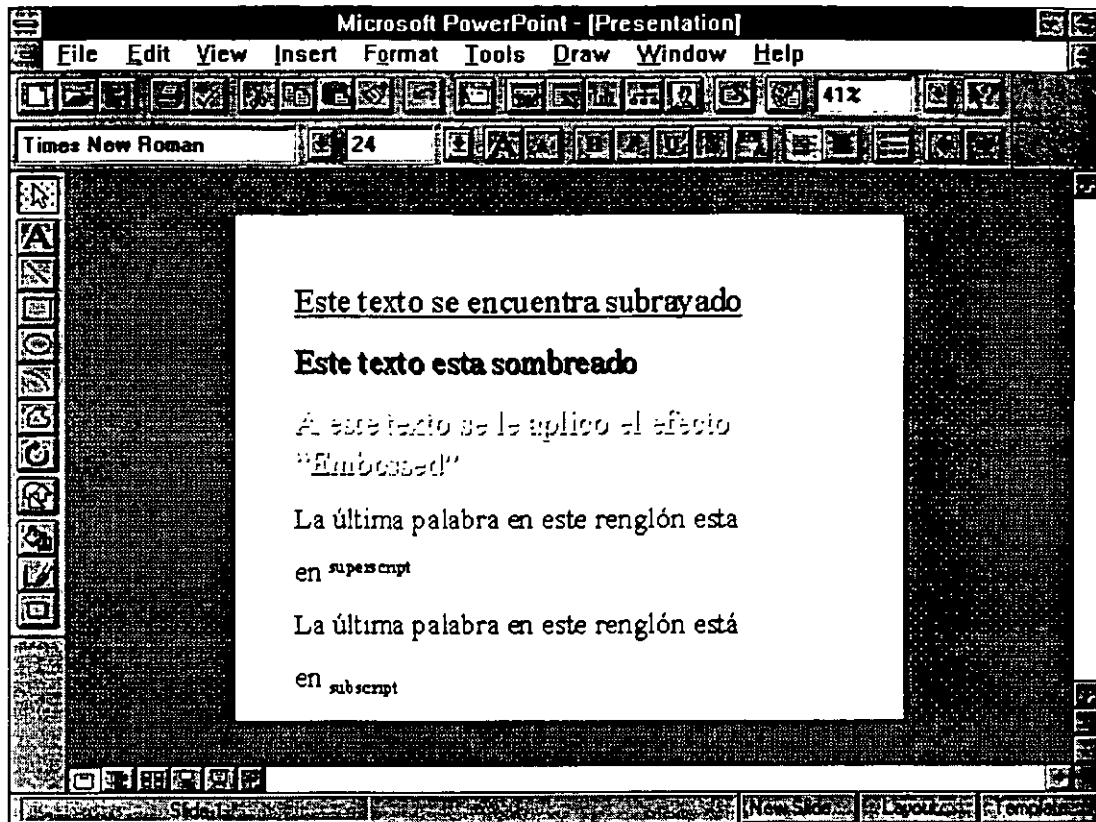 Microsoft PowerPoint - [Presentation]
File Edit View Insert Format Tools Draw Window Help
41%
Times New Roman 24
Este texto se encuentra subrayado
Este texto esta sombreado
A este texto se le aplico el efecto
"Embossed"
La última palabra en este renglón esta
en superscript
La última palabra en este renglón está
en subscript
Slide 1 New Slide... Layout... Template...